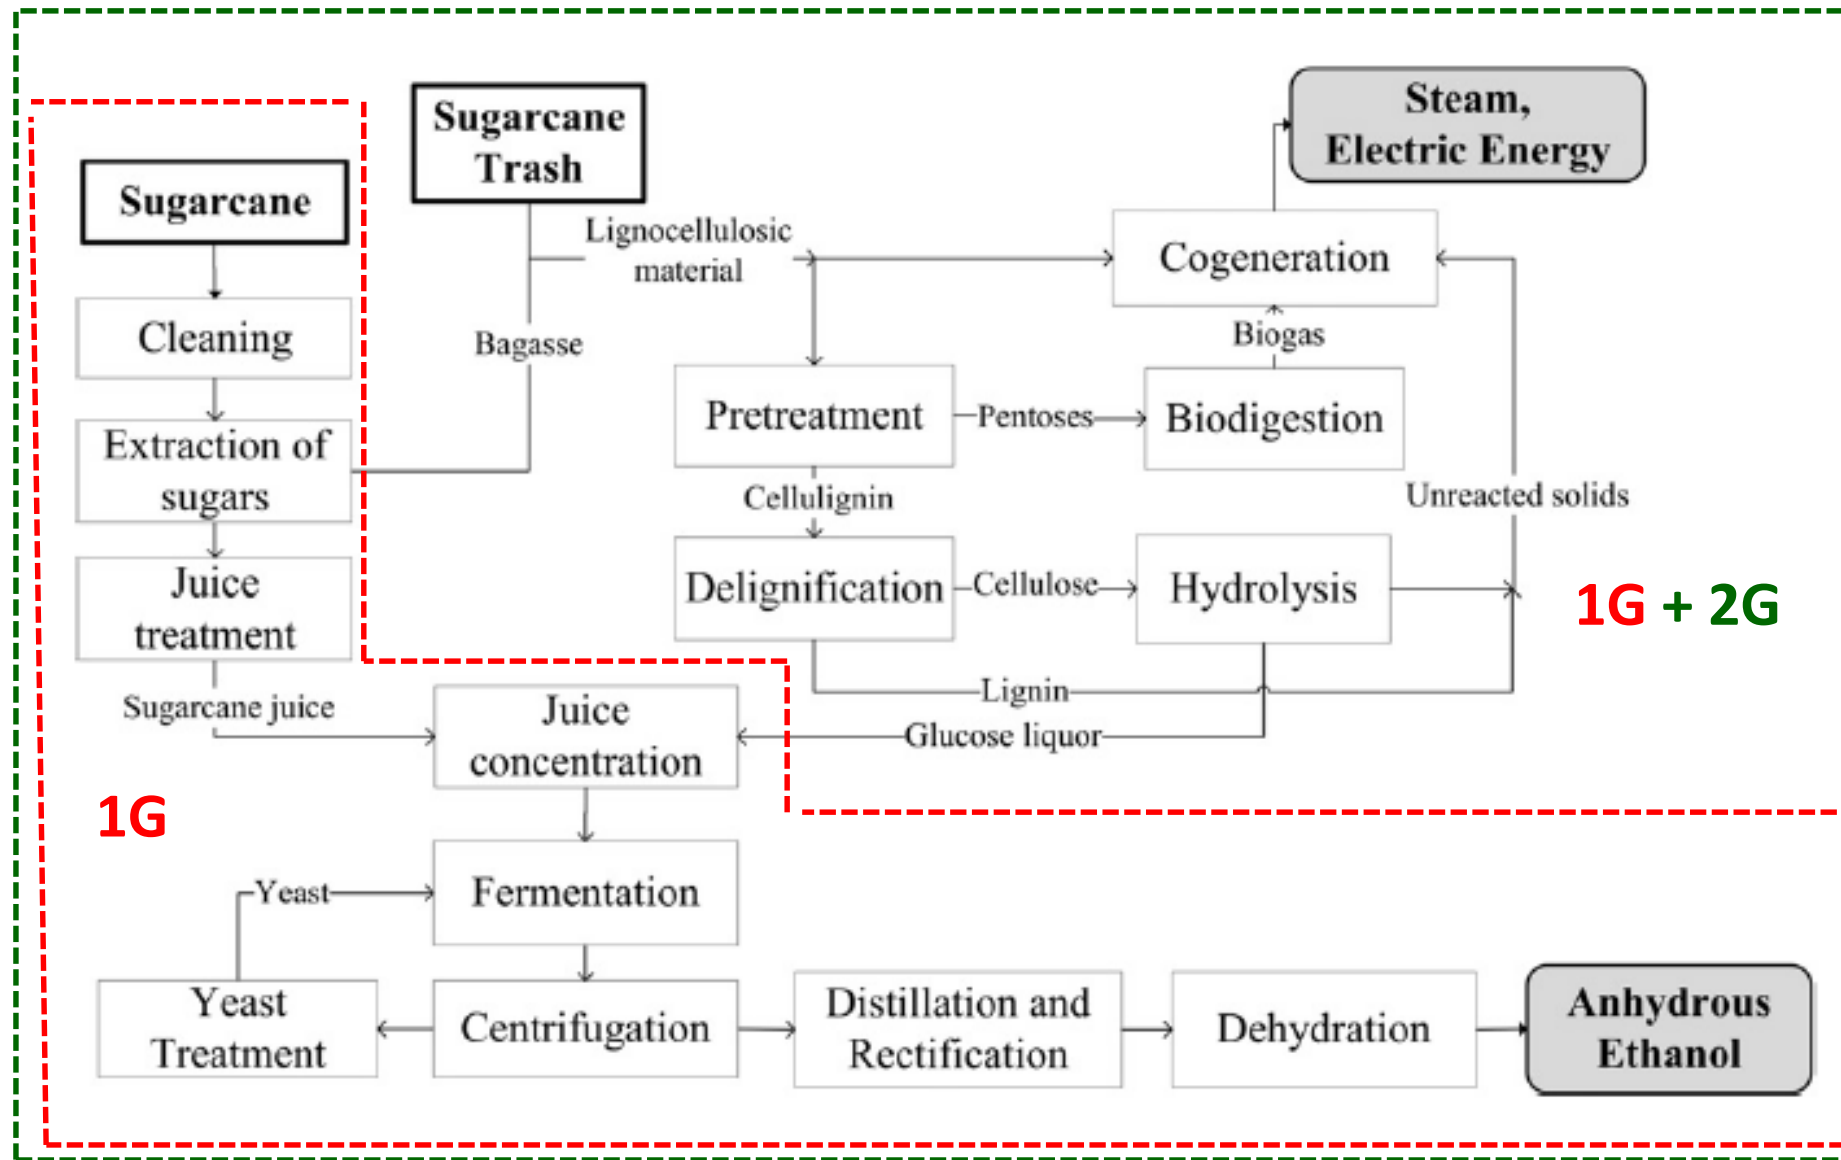 Sugarcane
Trash
Steam,
Electric Energy
Sugarcane
Lignocellulosic
material
Cogeneration
Cleaning
Bagasse
Biogas
Extraction of
sugars
Pretreatment
Pentoses
Biodigestion
Cellulignin
Unreacted solids
Juice
treatment
Delignification
Cellulose
Hydrolysis
1G + 2G
Sugarcane juice
Juice
concentration
Lignin
Glucose liquor
1G
Yeast
Fermentation
Yeast
Treatment
Centrifugation
Distillation and
Rectification
Dehydration
Anhydrous
Ethanol